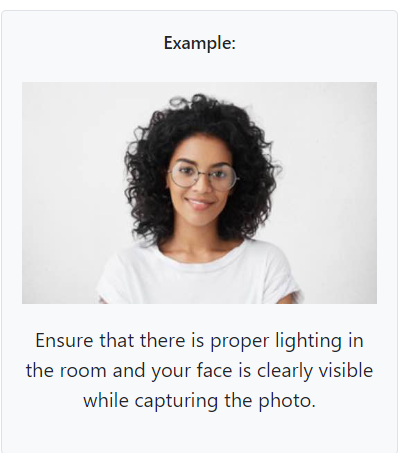 Example:
Ensure that there is proper lighting in
the room and your face is clearly visible
while capturing the photo.